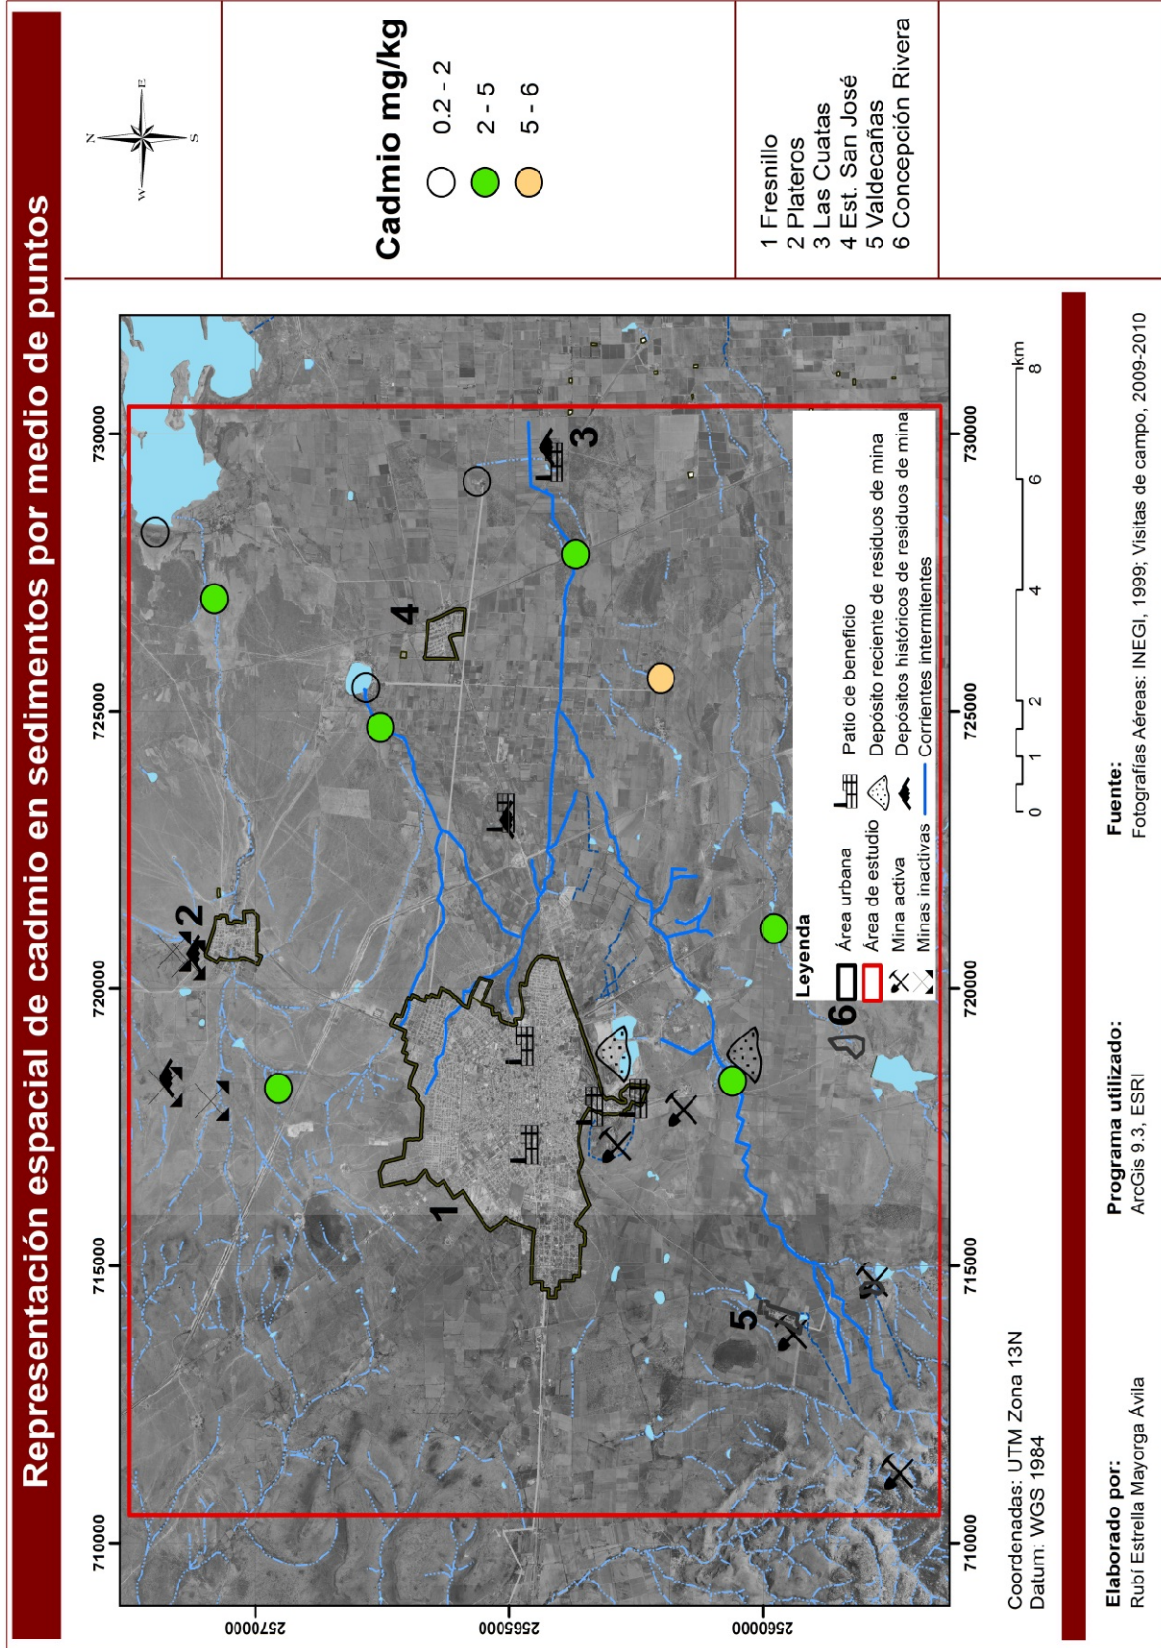 Representación espacial de cadmio en sedimentos por medio de puntos
N
W
E
S
Cadmio mg/kg
0.2 - 2
2 - 5
5 - 6
1 Fresnillo
2 Plateros
3 Las Cuatas
4 Est. San José
5 Valdecañas
6 Concepción Rivera
710000
715000
720000
725000
730000
2570000
2565000
2560000
1
2
3
4
5
6
Leyenda
Área urbana
Área de estudio
Mina activa
Minas inactivas
Patio de beneficio
Depósito reciente de residuos de mina
Depósitos históricos de residuos de mina
Corrientes intermitentes
710000
715000
720000
725000
730000
Coordenadas: UTM Zona 13N
Datum: WGS 1984
0
1
2
4
6
8
km
Elaborado por:
Rubí Estrella Mayorga Ávila
Programa utilizado:
ArcGis 9.3, ESRI
Fuente:
Fotografías Aéreas: INEGI, 1999; Visitas de campo, 2009-2010